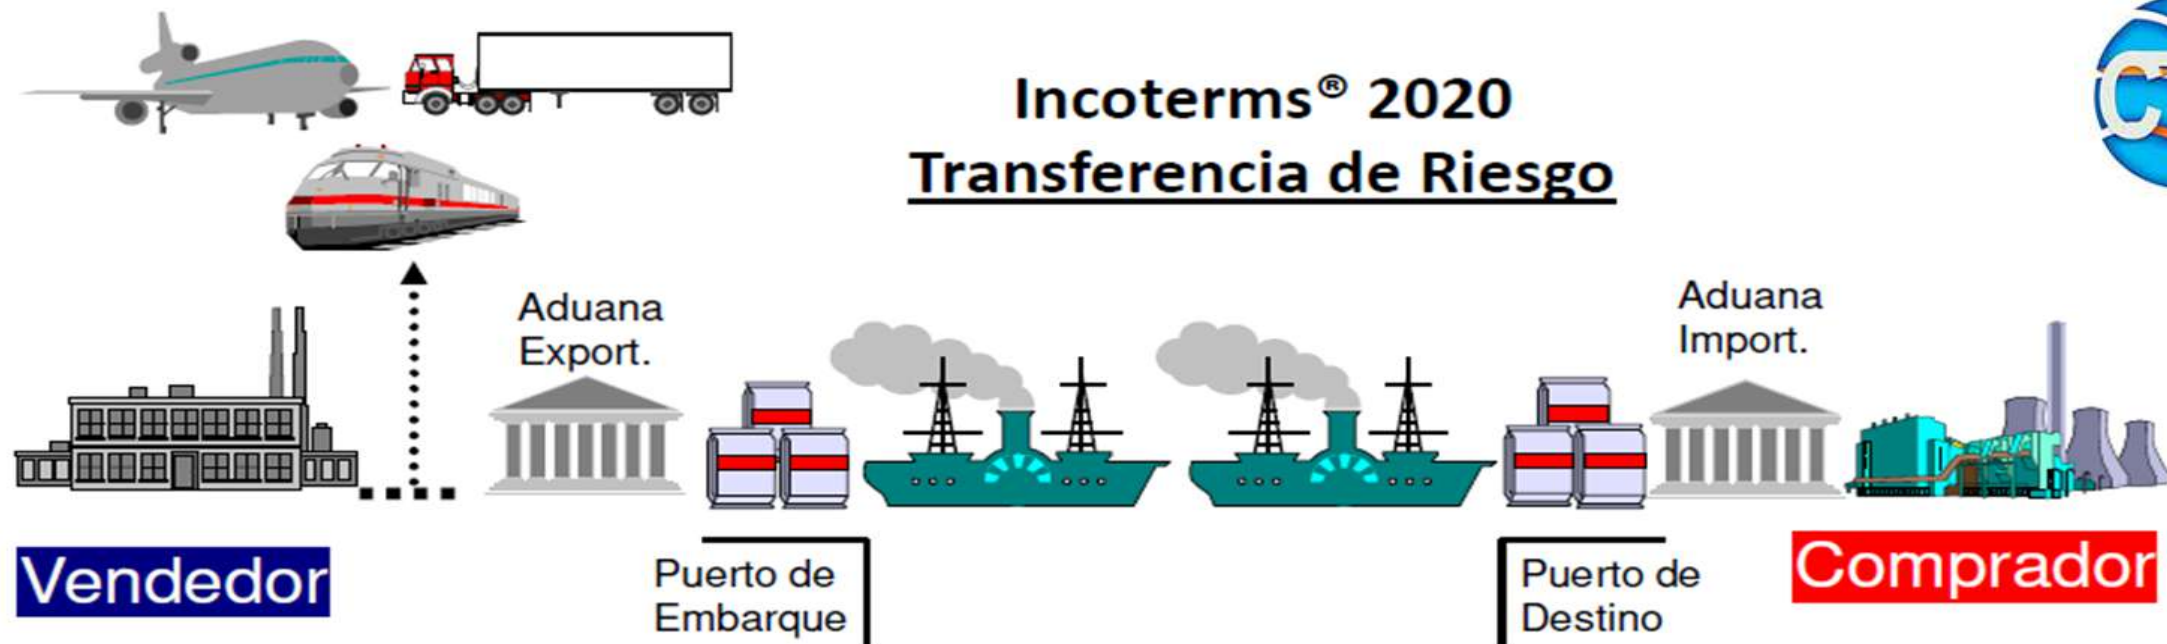 Incoterms® 2020
Transferencia de Riesgo
Aduana
Export.
Aduana
Import.
Vendedor
Puerto de
Embarque
Puerto de
Destino
Comprador